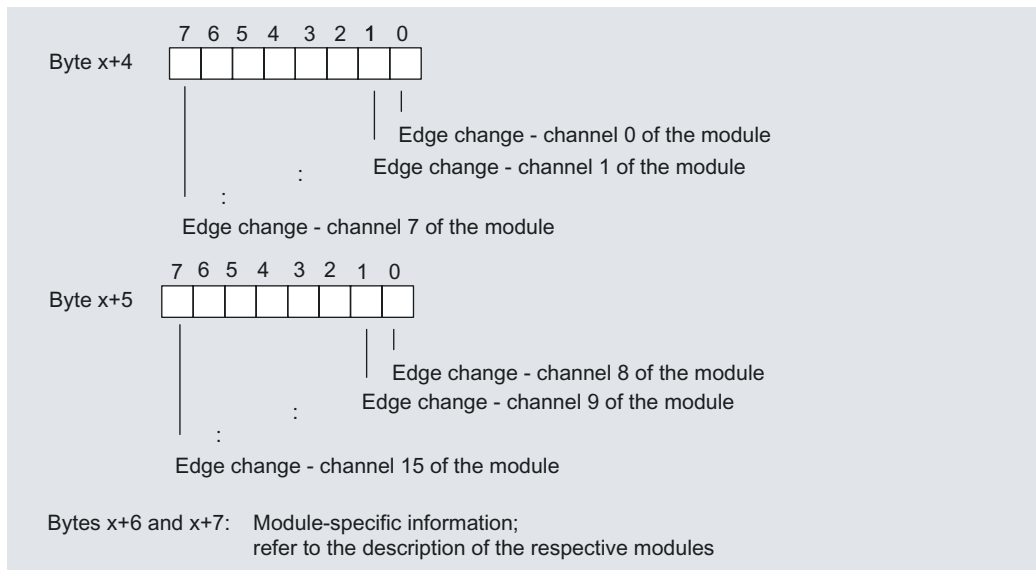 7 6 5 4 3 2 1 0
Byte x+4
Edge change - channel 0 of the module
Edge change - channel 1 of the module
:
:
Edge change - channel 7 of the module
7 6 5 4 3 2 1 0
Byte x+5
Edge change - channel 8 of the module
Edge change - channel 9 of the module
:
:
Edge change - channel 15 of the module
Bytes x+6 and x+7: Module-specific information;
refer to the description of the respective modules